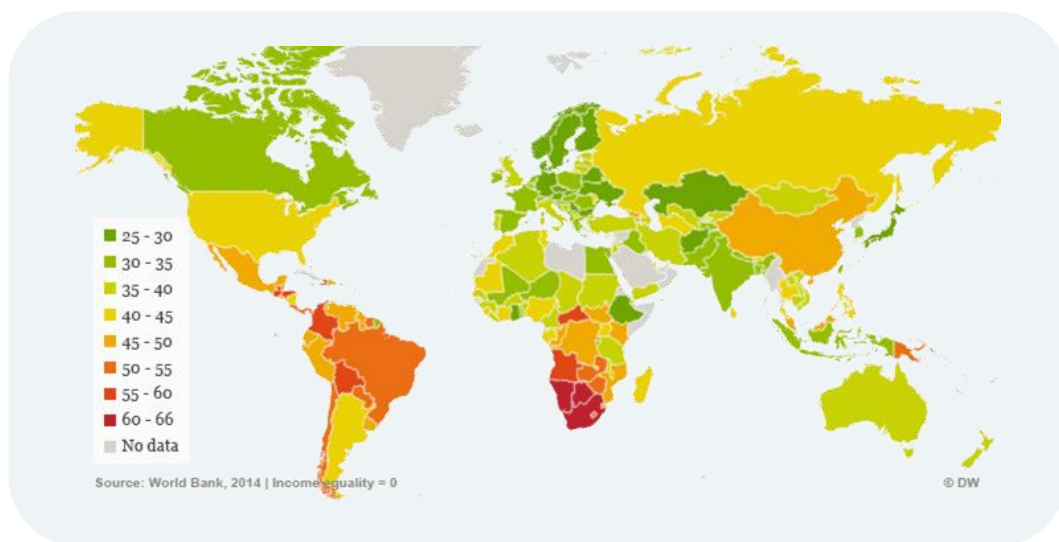 25 - 30
30 - 35
35 - 40
40 - 45
45 - 50
50 - 55
55 - 60
60 - 66
No data
Source: World Bank, 2014 | Income equality = 0
© DW